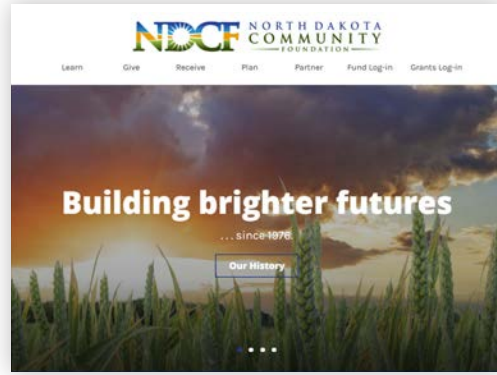 NDCF
NORTH DAKOTA
COMMUNITY
FOUNDATION
Learn Give Receive Plan Partner Fund Log-in Grants Log-in
Building brighter futures
. . . since 1976.
Our History